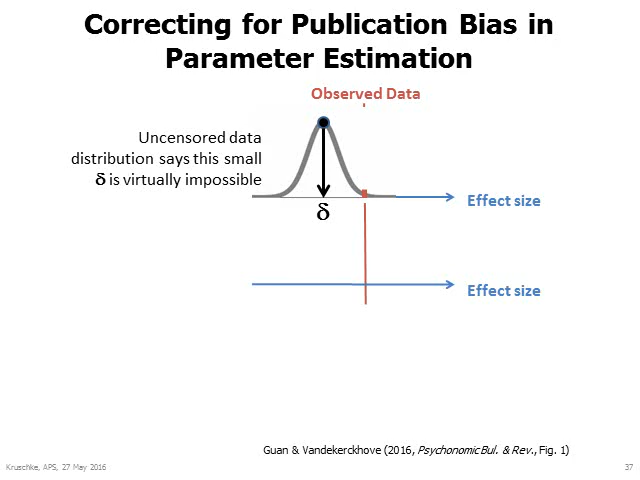 Correcting for Publication Bias in
Parameter Estimation
Observed Data
Uncensored data
distribution says this small
δ is virtually impossible
δ
Effect size
Effect size
Guan & Vandekerckhove (2016, Psychonomic Bul. & Rev., Fig. 1)
Kruschke, APS, 27 May 2016
37